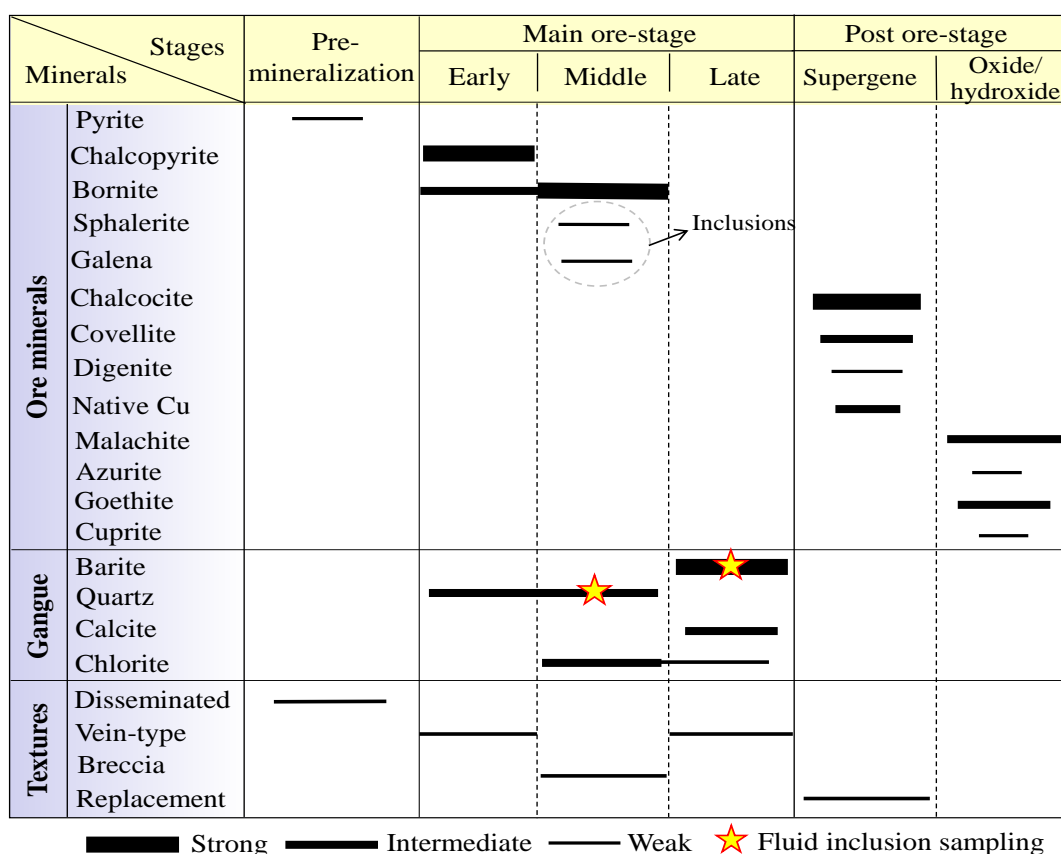 Stages
Minerals
Pre-
mineralization
Main ore-stage
Early
Middle
Late
Post ore-stage
Supergene
Oxide/
hydroxide
Ore minerals
Pyrite
Chalcopyrite
Bornite
Sphalerite
Inclusions
Galena
Chalcocite
Covellite
Digenite
Native Cu
Malachite
Azurite
Goethite
Cuprite
Gangue
Barite
Quartz
Calcite
Chlorite
Textures
Disseminated
Vein-type
Breccia
Replacement
Strong Intermediate Weak Fluid inclusion sampling